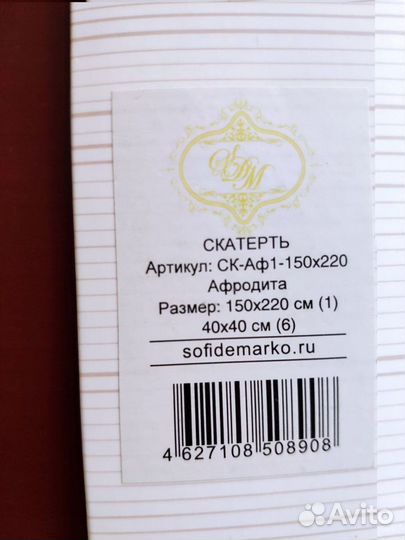 SDM
СКАТЕРТЬ
Артикул: СК-Аф1-150х220
Афродита
Размер: 150х220 см (1)
40х40 см (6)
sofidemarko.ru
4 627108 508908
Avito